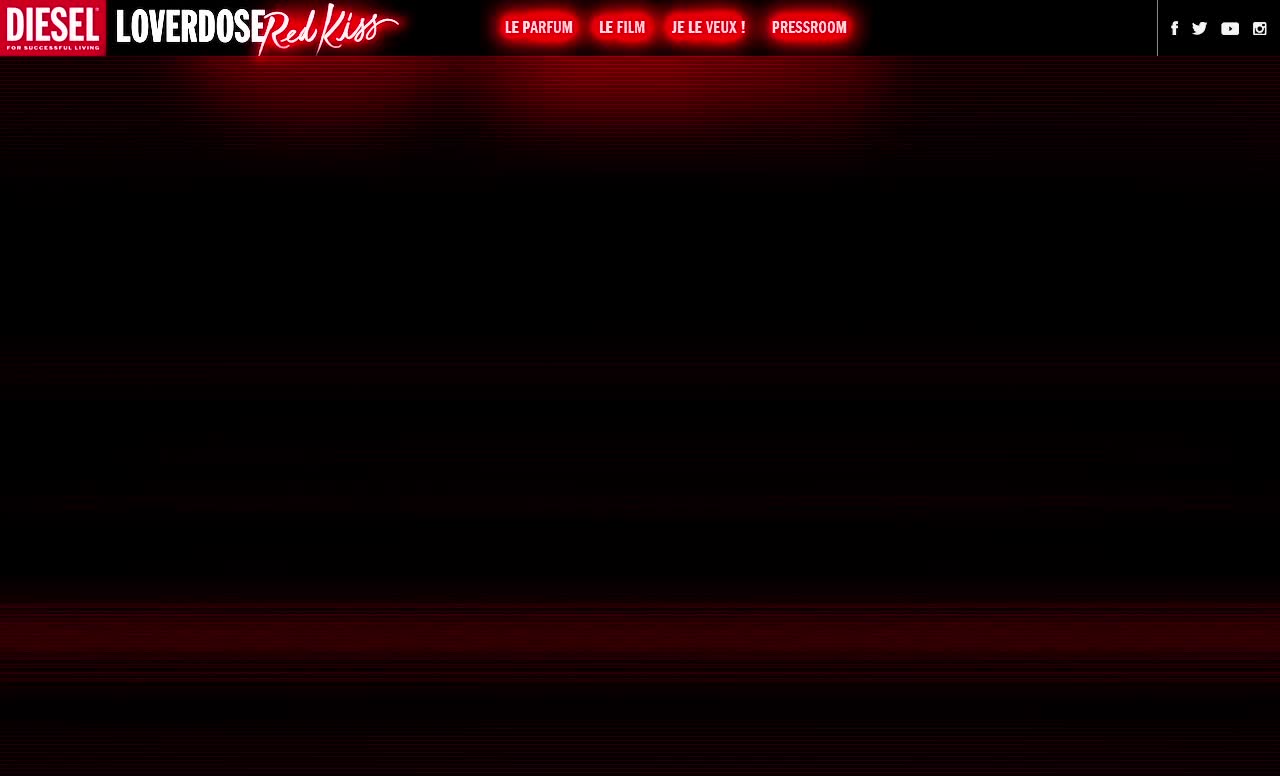 DIESEL
FOR SUCCESSFUL LIVING
LOVERDOSE Red Kiss
LE PARFUM
LE FILM
JE LE VEUX !
PRESSROOM